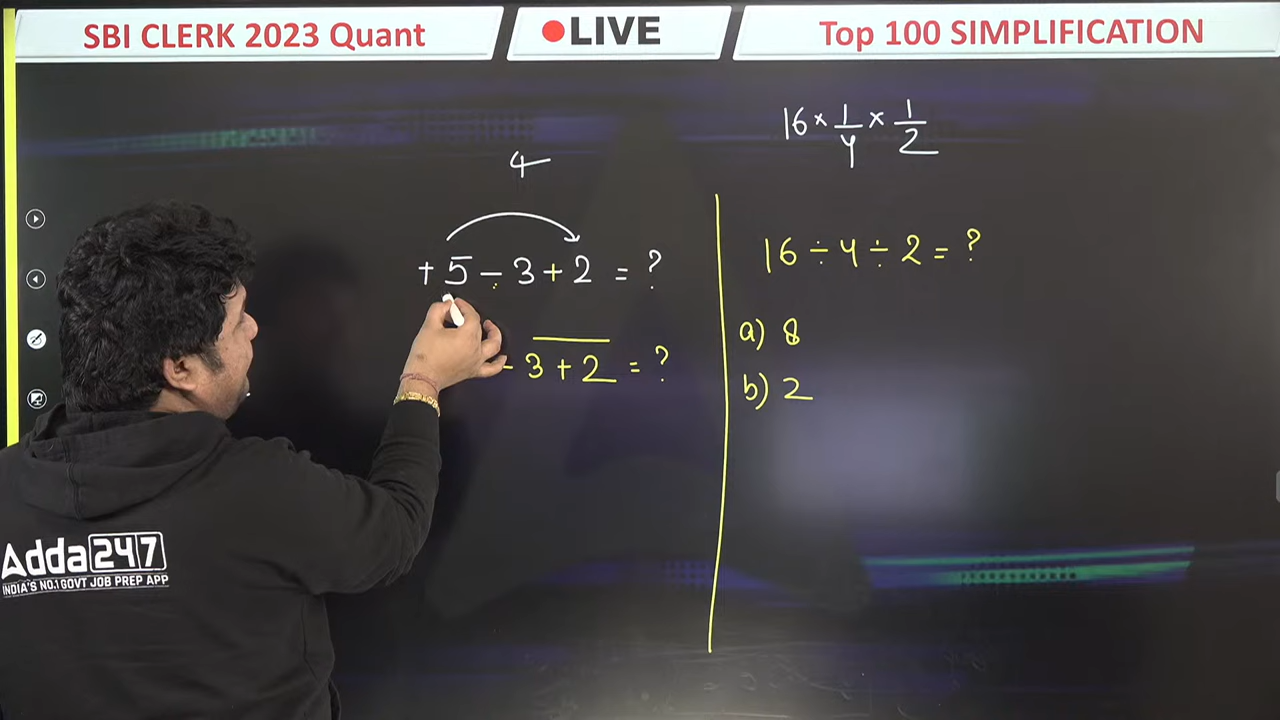 SBI CLERK 2023 Quant
LIVE
Top 100 SIMPLIFICATION
16 × 1/4 × 1/2
4
+5 - 3 + 2 = ?
16 ÷ 4 ÷ 2 = ?
- 3 + 2 = ?
a) 8
b) 2
Adda247
INDIA'S NO.1 GOVT JOB PREP APP